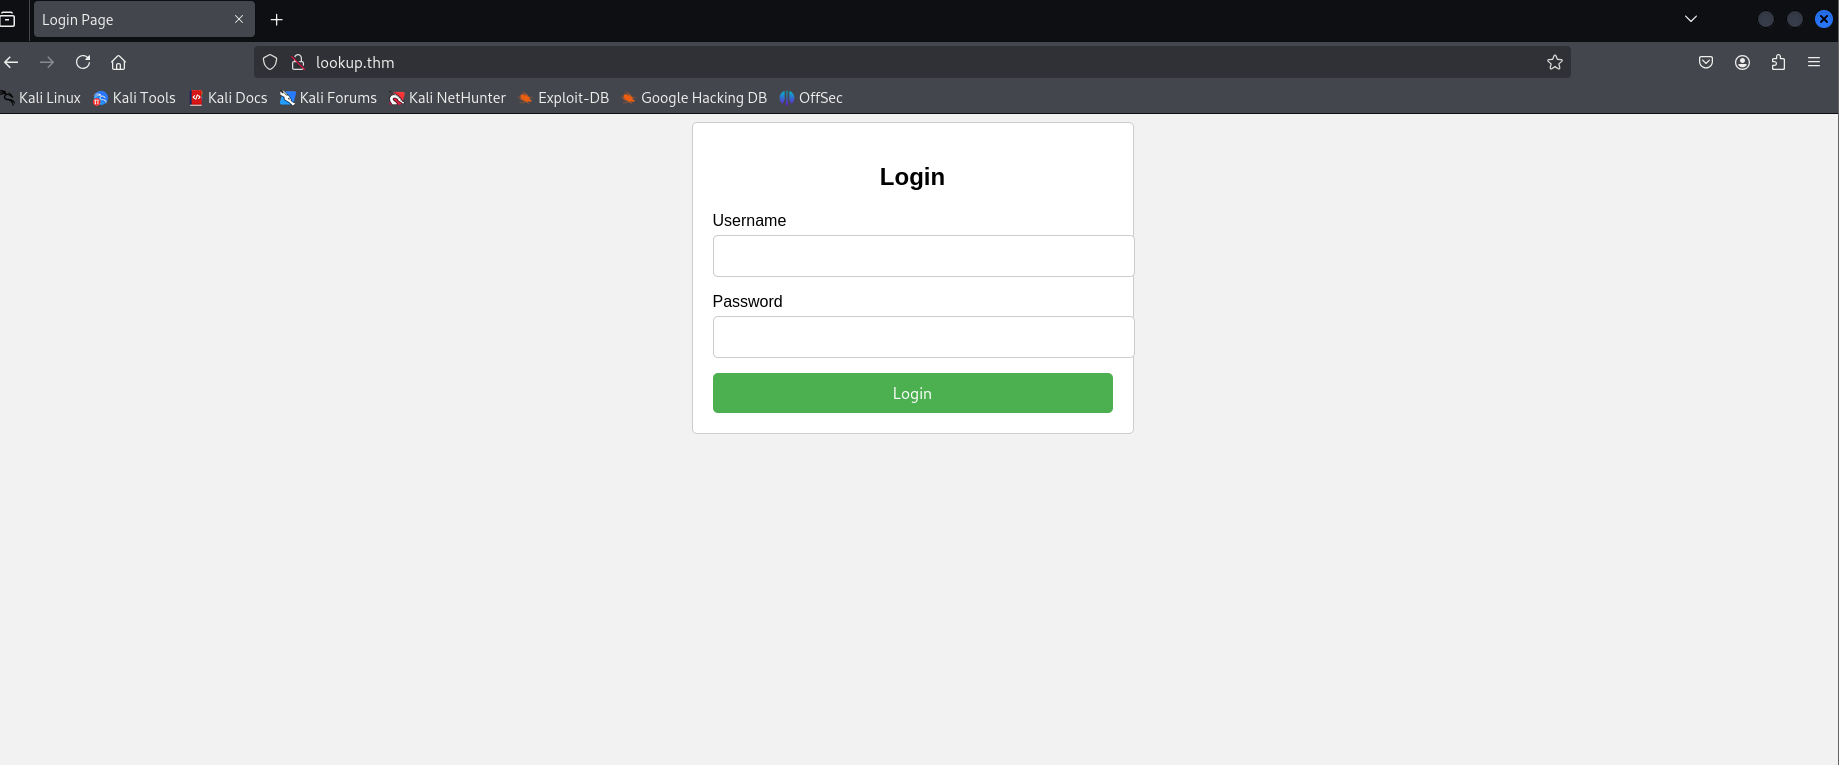 Login Page
lookup.thm
Kali Linux Kali Tools Kali Docs Kali Forums Kali NetHunter Exploit-DB Google Hacking DB OffSec
Login
Username
Password
Login